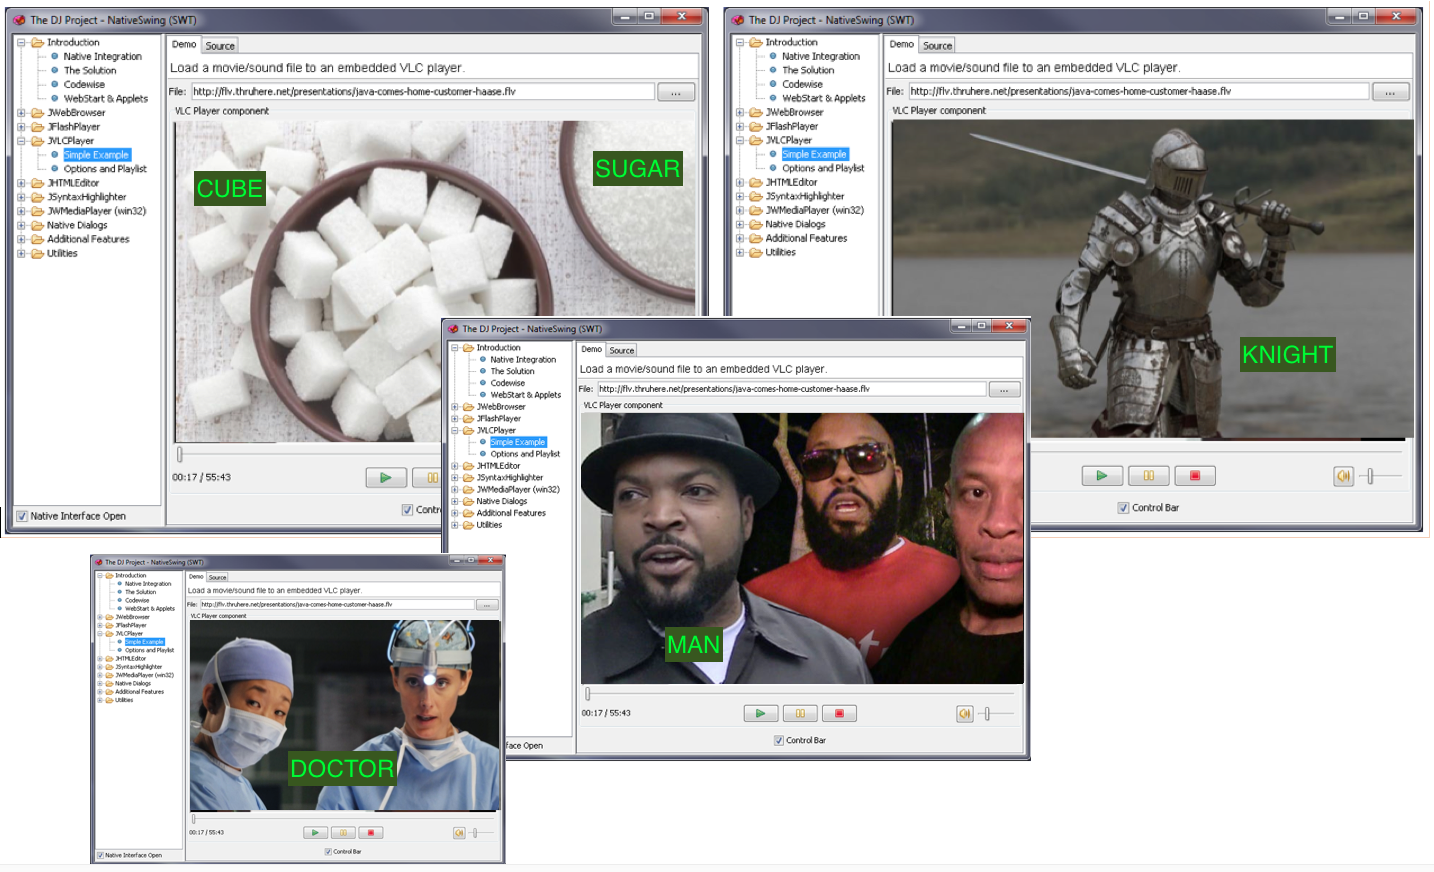 The DJ Project - NativeSwing (SWT)
Introduction
Native Integration
The Solution
Codewise
WebStart & Applets
JWebBrowser
JFlashPlayer
JVLCPlayer
Simple Example
Options and Playlist
JHTMLEditor
JSyntaxHighlighter
JWMediaPlayer (win32)
Native Dialogs
Additional Features
Utilities
Native Interface Open
Demo Source
Load a movie/sound file to an embedded VLC player.
File: http://flv.thruhere.net/presentations/java-comes-home-customer-haase.flv ...
VLC Player component
SUGAR
CUBE
00:17 / 55:43
Contr
The DJ Project - NativeSwing (SWT)
Introduction
Native Integration
The Solution
Codewise
WebStart & Applets
JWebBrowser
JFlashPlayer
JVLCPlayer
Simple Example
Options and Playlist
JHTMLEditor
JSyntaxHighlighter
JWMediaPlayer (win32)
Native Dialogs
Additional Features
Utilities
Demo Source
Load a movie/sound file to an embedded VLC player.
File: http://flv.thruhere.net/presentations/java-comes-home-customer-haase.flv ...
VLC Player component
KNIGHT
Control Bar
The DJ Project - NativeSwing (SWT)
Introduction
Native Integration
The Solution
Codewise
WebStart & Applets
JWebBrowser
JFlashPlayer
JVLCPlayer
Simple Example
Options and Playlist
JHTMLEditor
JSyntaxHighlighter
JWMediaPlayer (win32)
Native Dialogs
Additional Features
Utilities
face Open
Demo Source
Load a movie/sound file to an embedded VLC player.
File: http://flv.thruhere.net/presentations/java-comes-home-customer-haase.flv ...
VLC Player component
MAN
00:17 / 55:43
Control Bar
The DJ Project - NativeSwing (SWT)
Introduction
Native Integration
The Solution
Codewise
WebStart & Applets
JWebBrowser
JFlashPlayer
JVLCPlayer
Simple Example
Options and Playlist
JHTMLEditor
JSyntaxHighlighter
JWMediaPlayer (win32)
Native Dialogs
Additional Features
Utilities
Native Interface Open
Demo Source
Load a movie/sound file to an embedded VLC player.
File: http://flv.thruhere.net/presentations/java-comes-home-customer-haase.flv ...
VLC Player component
DOCTOR
00:17 / 55:43
Control Bar